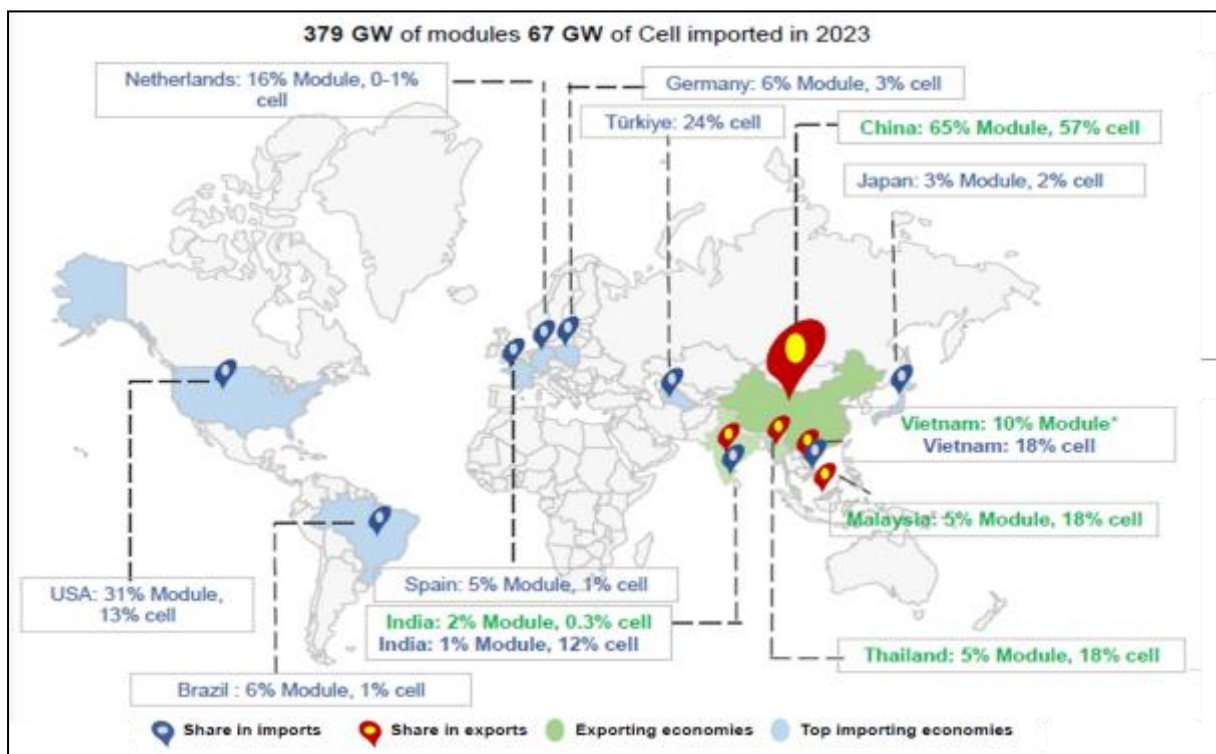 379 GW of modules 67 GW of Cell imported in 2023
Netherlands: 16% Module, 0-1%
cell
Germany: 6% Module, 3% cell
Türkiye: 24% cell
China: 65% Module, 57% cell
Japan: 3% Module, 2% cell
Vietnam: 10% Module*
Vietnam: 18% cell
Malaysia: 5% Module, 18% cell
USA: 31% Module,
13% cell
Spain: 5% Module, 1% cell
India: 2% Module, 0.3% cell
India: 1% Module, 12% cell
Thailand: 5% Module, 18% cell
Brazil : 6% Module, 1% cell
Share in imports
Share in exports
Exporting economies
Top importing economies